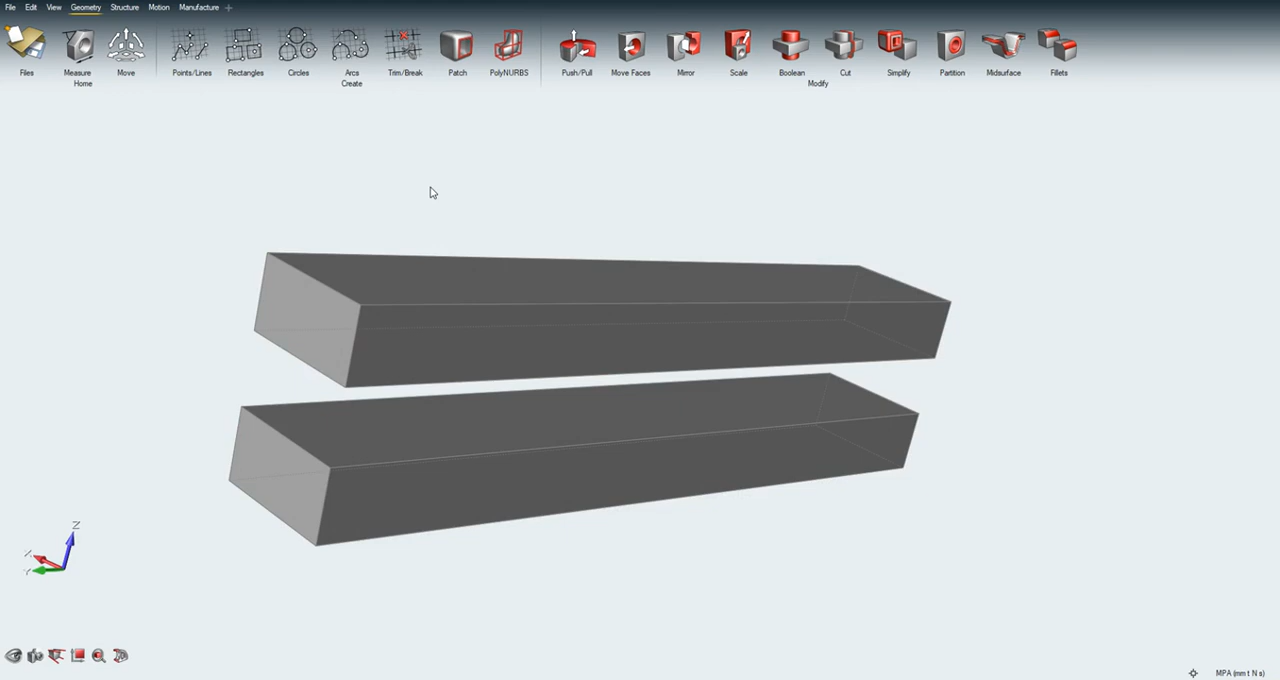 File Edit View Geometry Structure Motion Manufacture
Files Measure Move Points/Lines Rectangles Circles Arcs Trim/Break Patch PolyNURBS Push/Pull Move Faces Mirror Scale Boolean Cut Simplify Partition Midsurface Fillets
Home Create Modify
Z
X
Y
MPA (mm t N s)